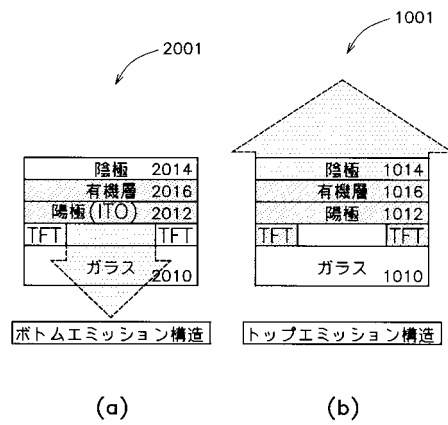 2001
陰極 2014
有機層 2016
陽極(ITO) 2012
TFT TFT
ガラス 2010
ボトムエミッション構造
(a)
1001
陰極 1014
有機層 1016
陽極 1012
TFT TFT
ガラス 1010
トップエミッション構造
(b)